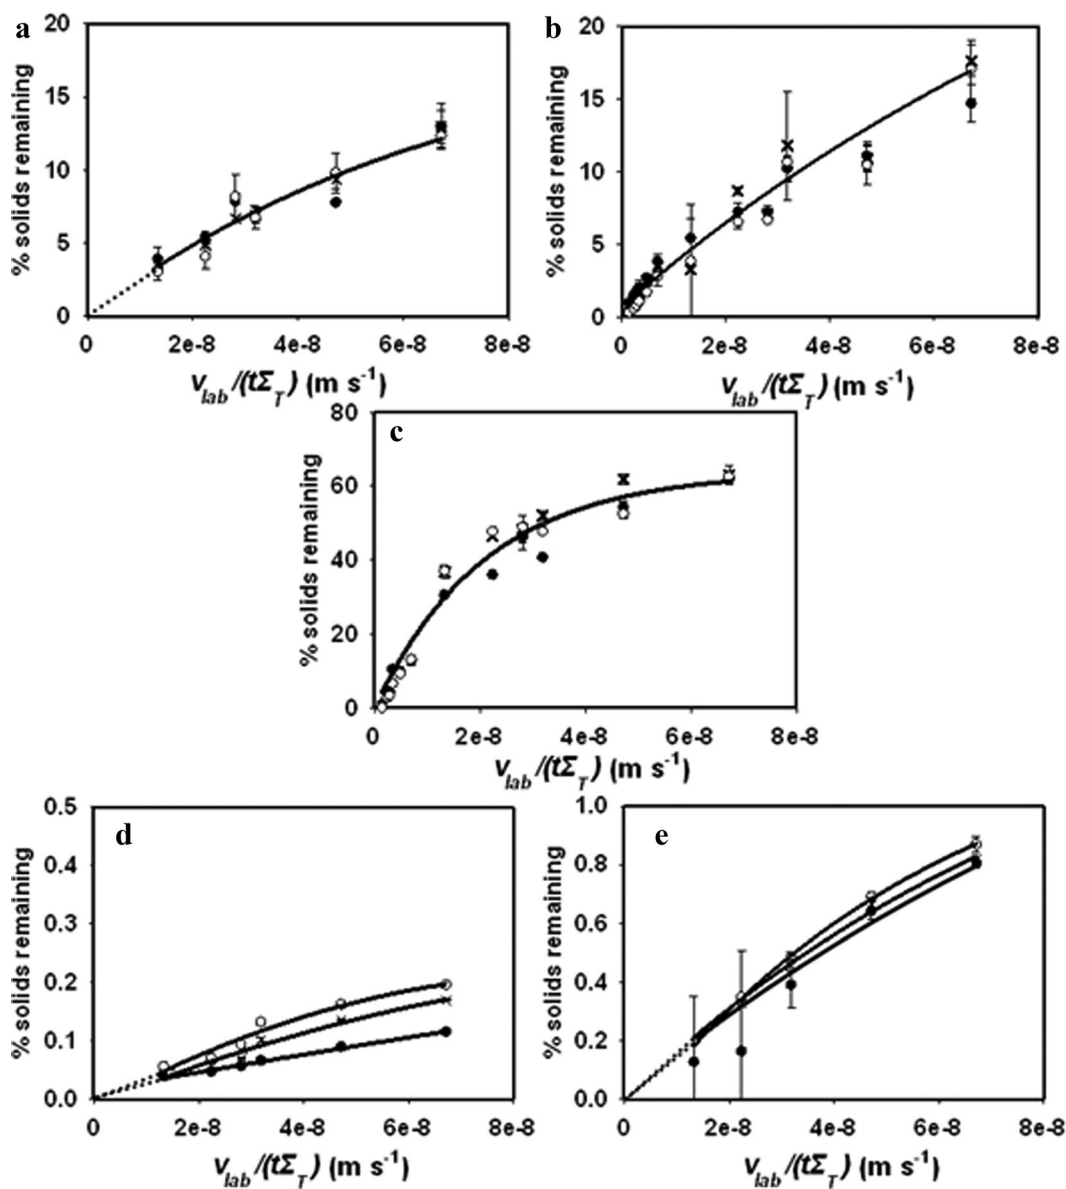 a
20
15
10
5
0
% solids remaining
0 2e-8 4e-8 6e-8 8e-8
v_lab/(tΣ_T) (m s⁻¹)
b
20
15
10
5
0
% solids remaining
0 2e-8 4e-8 6e-8 8e-8
v_lab/(tΣ_T) (m s⁻¹)
c
80
60
40
20
0
% solids remaining
0 2e-8 4e-8 6e-8 8e-8
v_lab/(tΣ_T) (m s⁻¹)
d
0.5
0.4
0.3
0.2
0.1
0.0
% solids remaining
0 2e-8 4e-8 6e-8 8e-8
v_lab/(tΣ_T) (m s⁻¹)
e
1.0
0.8
0.6
0.4
0.2
0.0
% solids remaining
0 2e-8 4e-8 6e-8 8e-8
v_lab/(tΣ_T) (m s⁻¹)